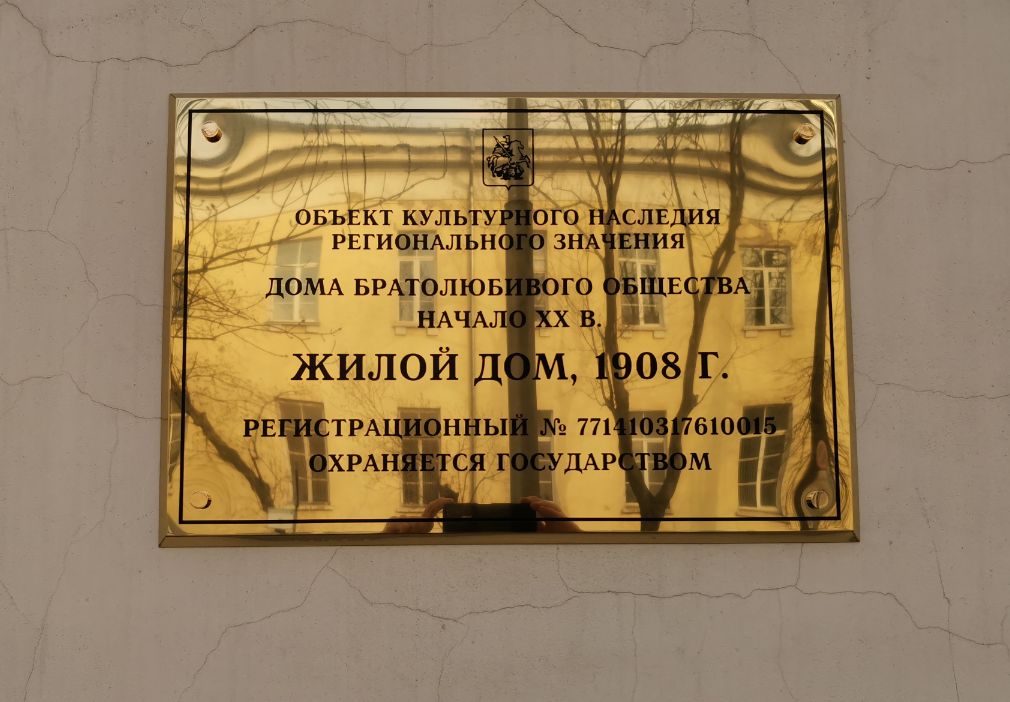 ОБЪЕКТ КУЛЬТУРНОГО НАСЛЕДИЯ
РЕГИОНАЛЬНОГО ЗНАЧЕНИЯ
ДОМА БРАТОЛЮБИВОГО ОБЩЕСТВА
НАЧАЛО XX В.
ЖИЛОЙ ДОМ, 1908 Г.
РЕГИСТРАЦИОННЫЙ № 771410317610015
ОХРАНЯЕТСЯ ГОСУДАРСТВОМ